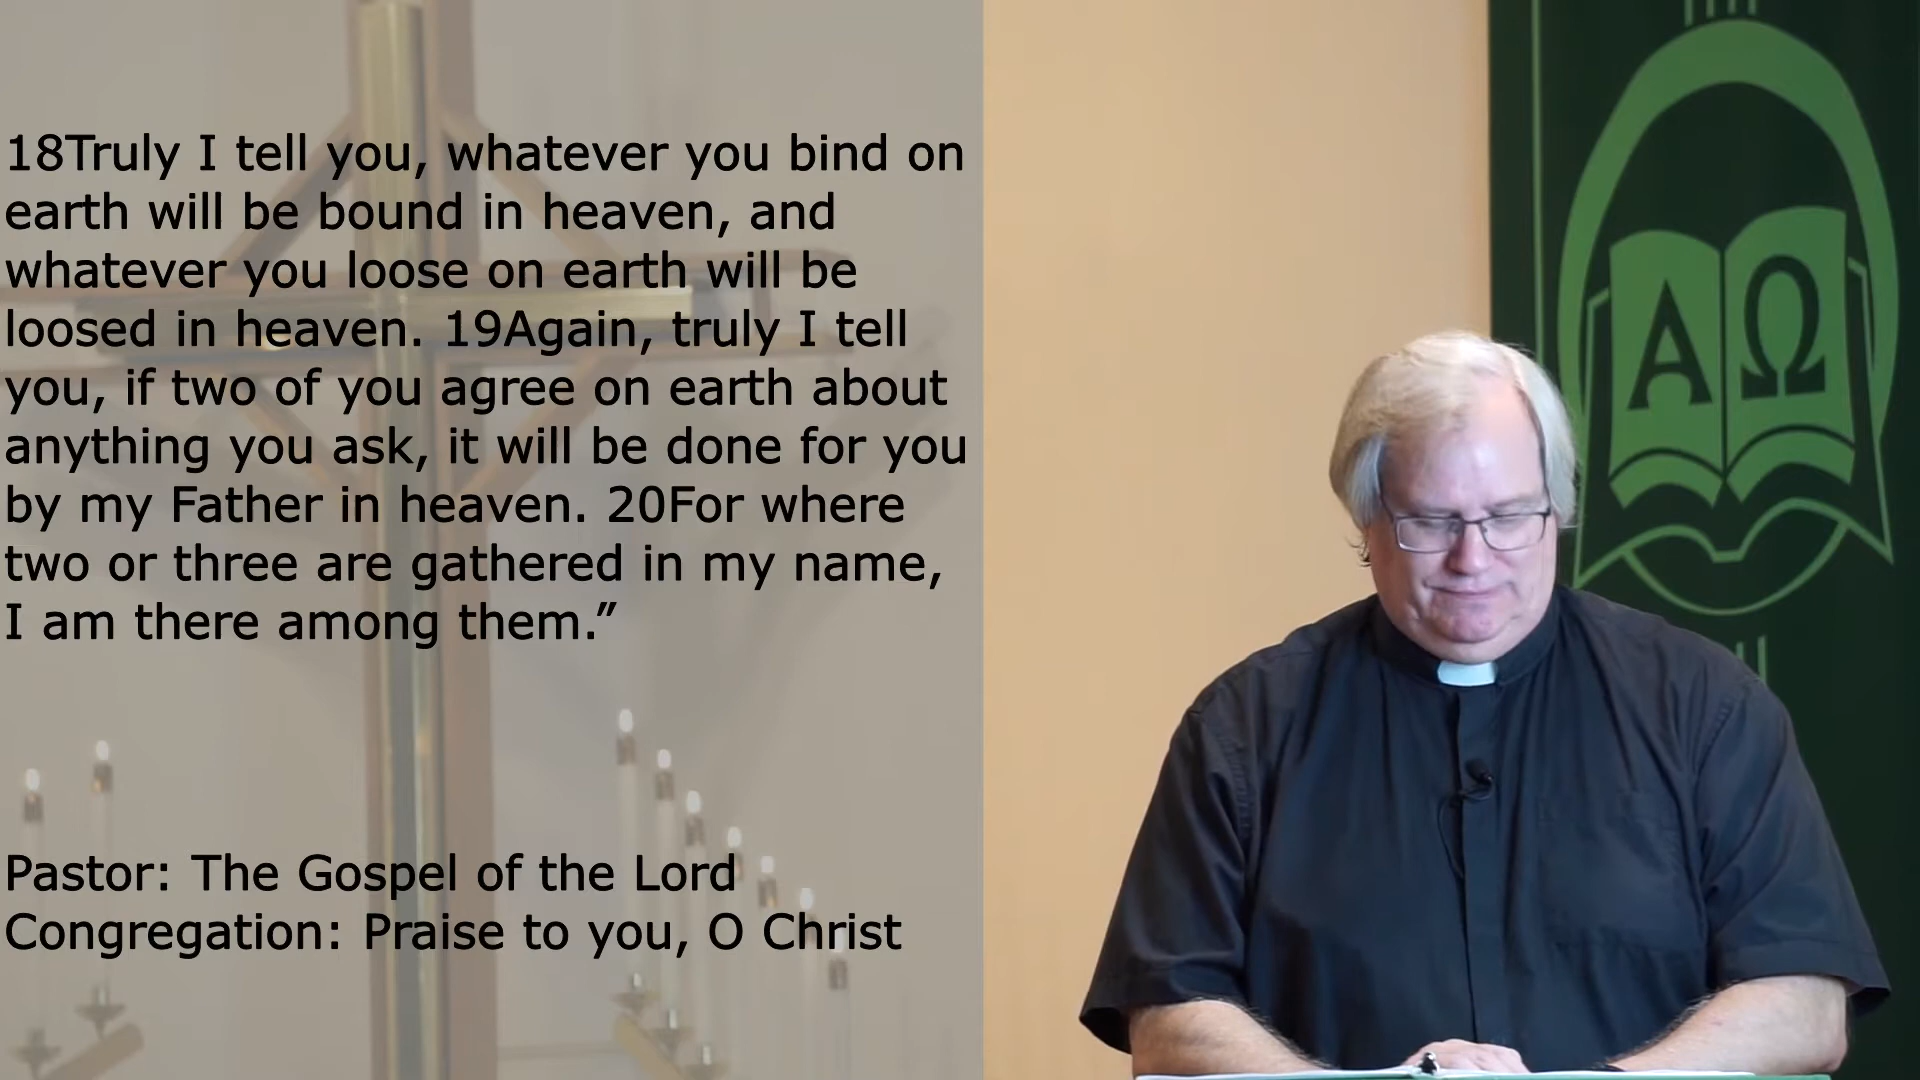 18Truly I tell you, whatever you bind on
earth will be bound in heaven, and
whatever you loose on earth will be
loosed in heaven. 19Again, truly I tell
you, if two of you agree on earth about
anything you ask, it will be done for you
by my Father in heaven. 20For where
two or three are gathered in my name,
I am there among them.”
Pastor: The Gospel of the Lord
Congregation: Praise to you, O Christ
Α Ω